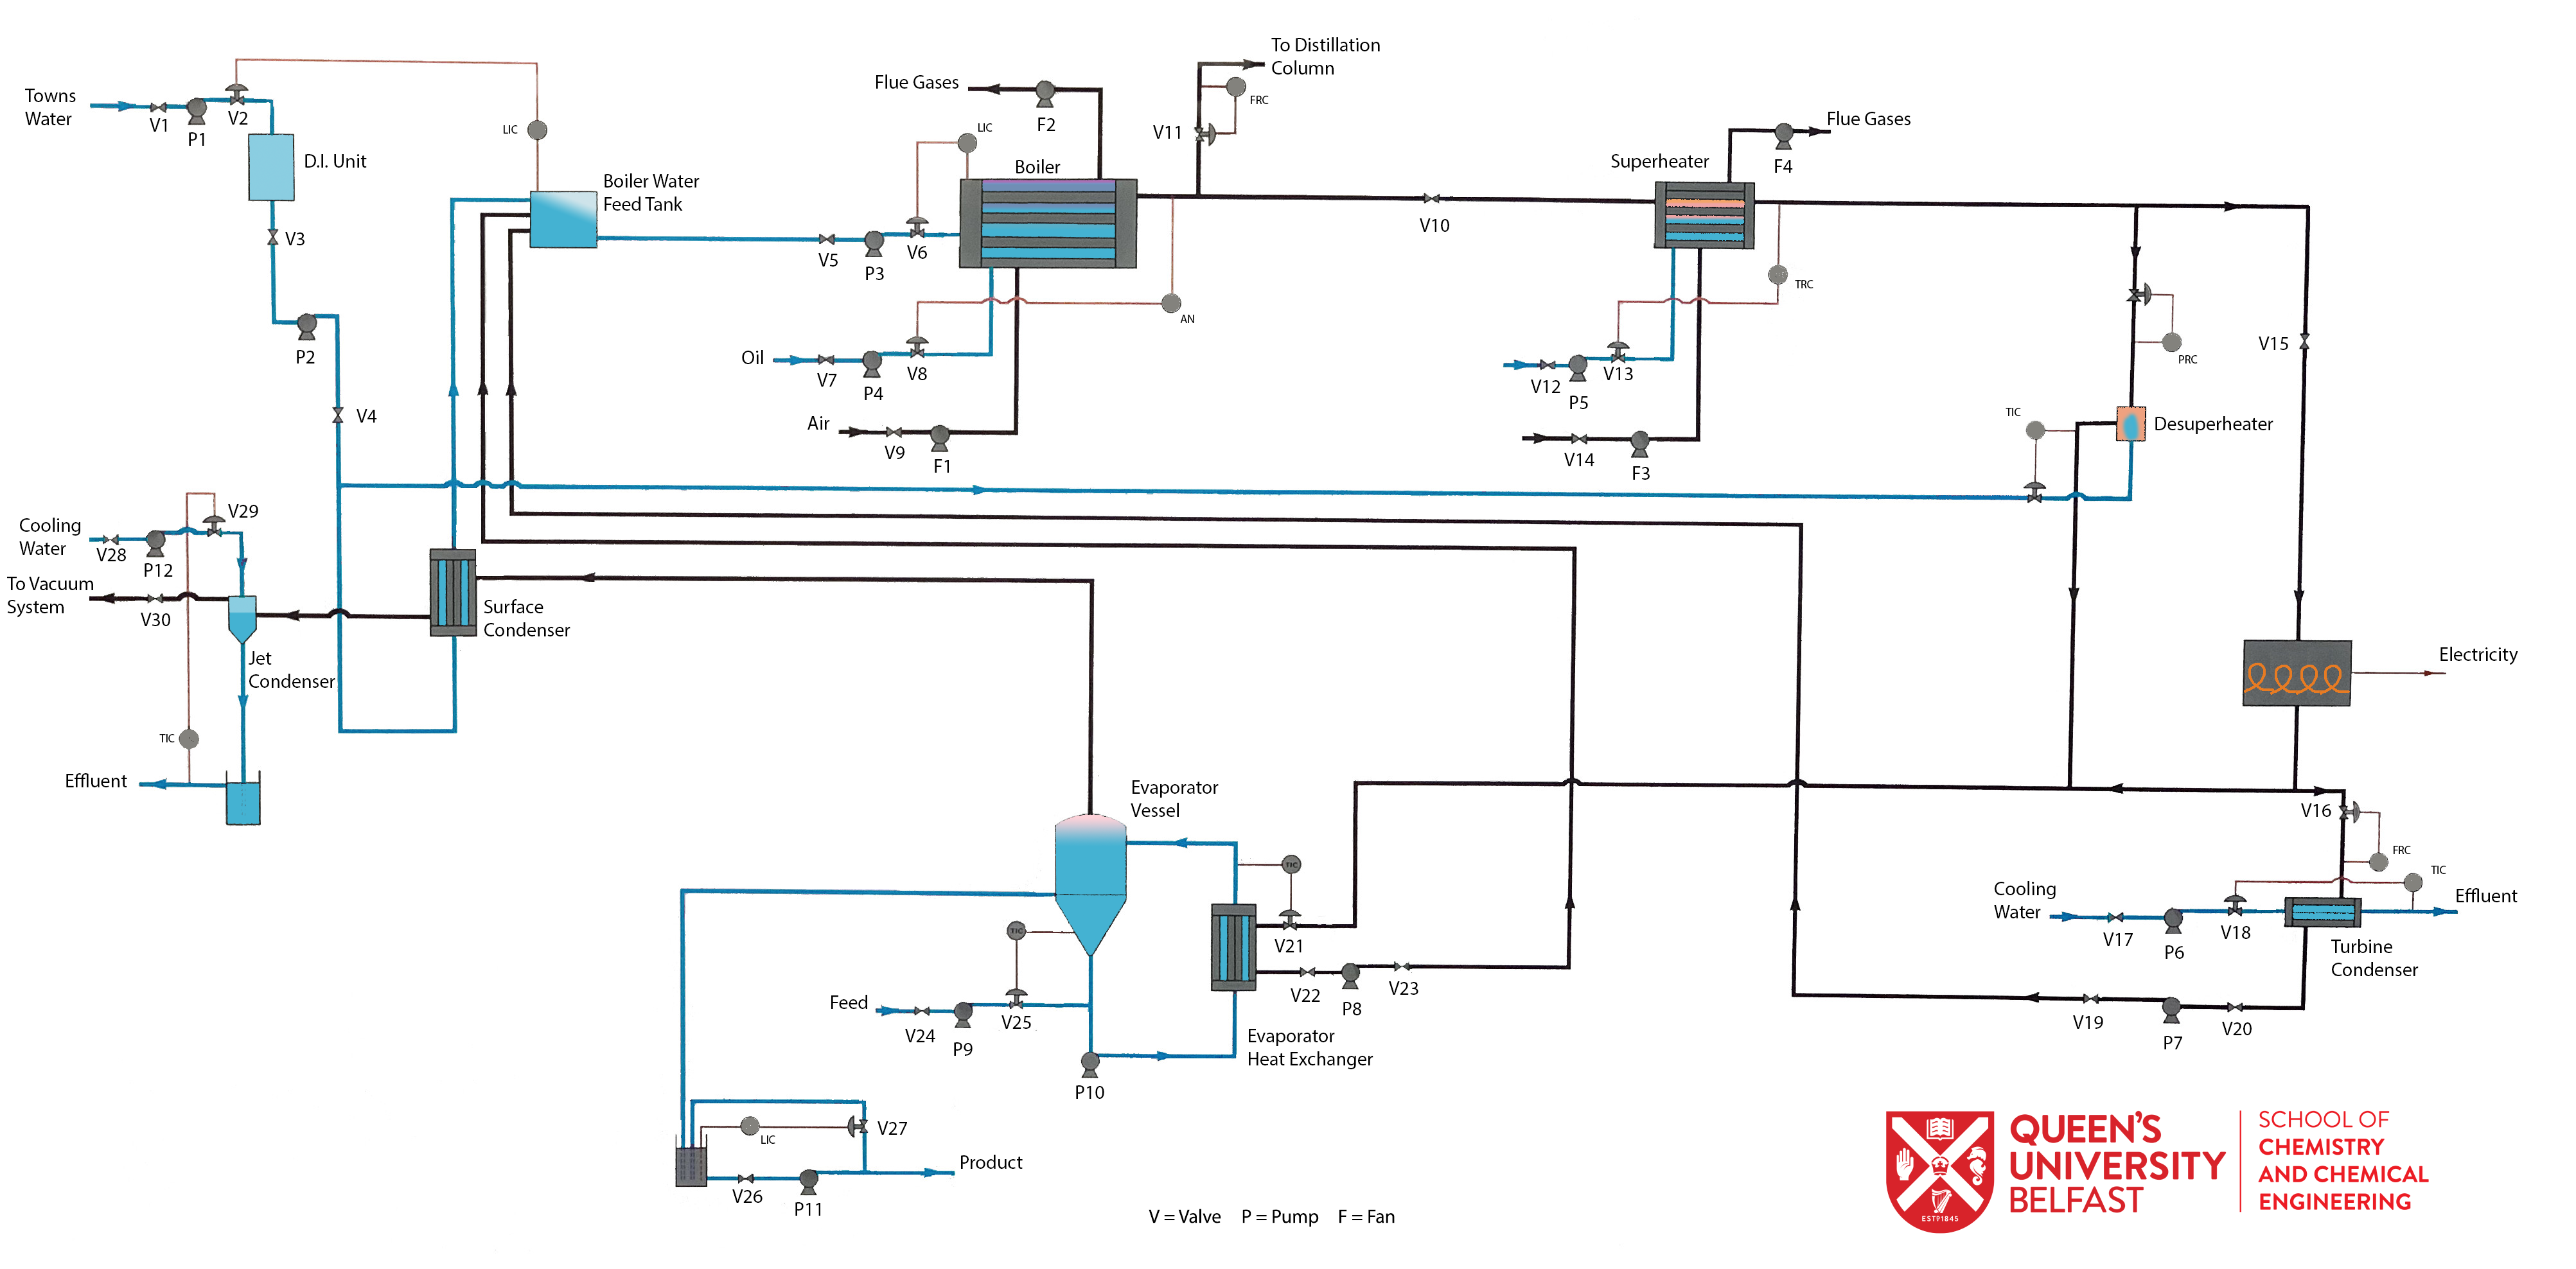 To Distillation
Column
Flue Gases
FRC
Towns
Water
V1
P1
V2
LIC
LIC
F2
V11
Flue Gases
F4
D.I. Unit
Boiler
Superheater
Boiler Water
Feed Tank
V3
V5
P3
V6
V10
TRC
AN
P2
Oil
V7
P4
V8
V12
P5
V13
V15
PRC
V4
Air
V9
F1
V14
F3
TIC
Desuperheater
Cooling
Water
V28
P12
V29
To Vacuum
System
V30
Surface
Condenser
Jet
Condenser
Electricity
TIC
Effluent
Evaporator
Vessel
V16
FRC
TIC
TIC
Cooling
Water
Effluent
V17
P6
V18
Turbine
Condenser
TIC
V21
V22
P8
V23
Feed
V24
P9
V25
V19
P7
V20
Evaporator
Heat Exchanger
P10
V27
LIC
Product
V26
P11
V = Valve P = Pump F = Fan
QUEEN'S
UNIVERSITY
BELFAST
ESTD1845
SCHOOL OF
CHEMISTRY
AND CHEMICAL
ENGINEERING